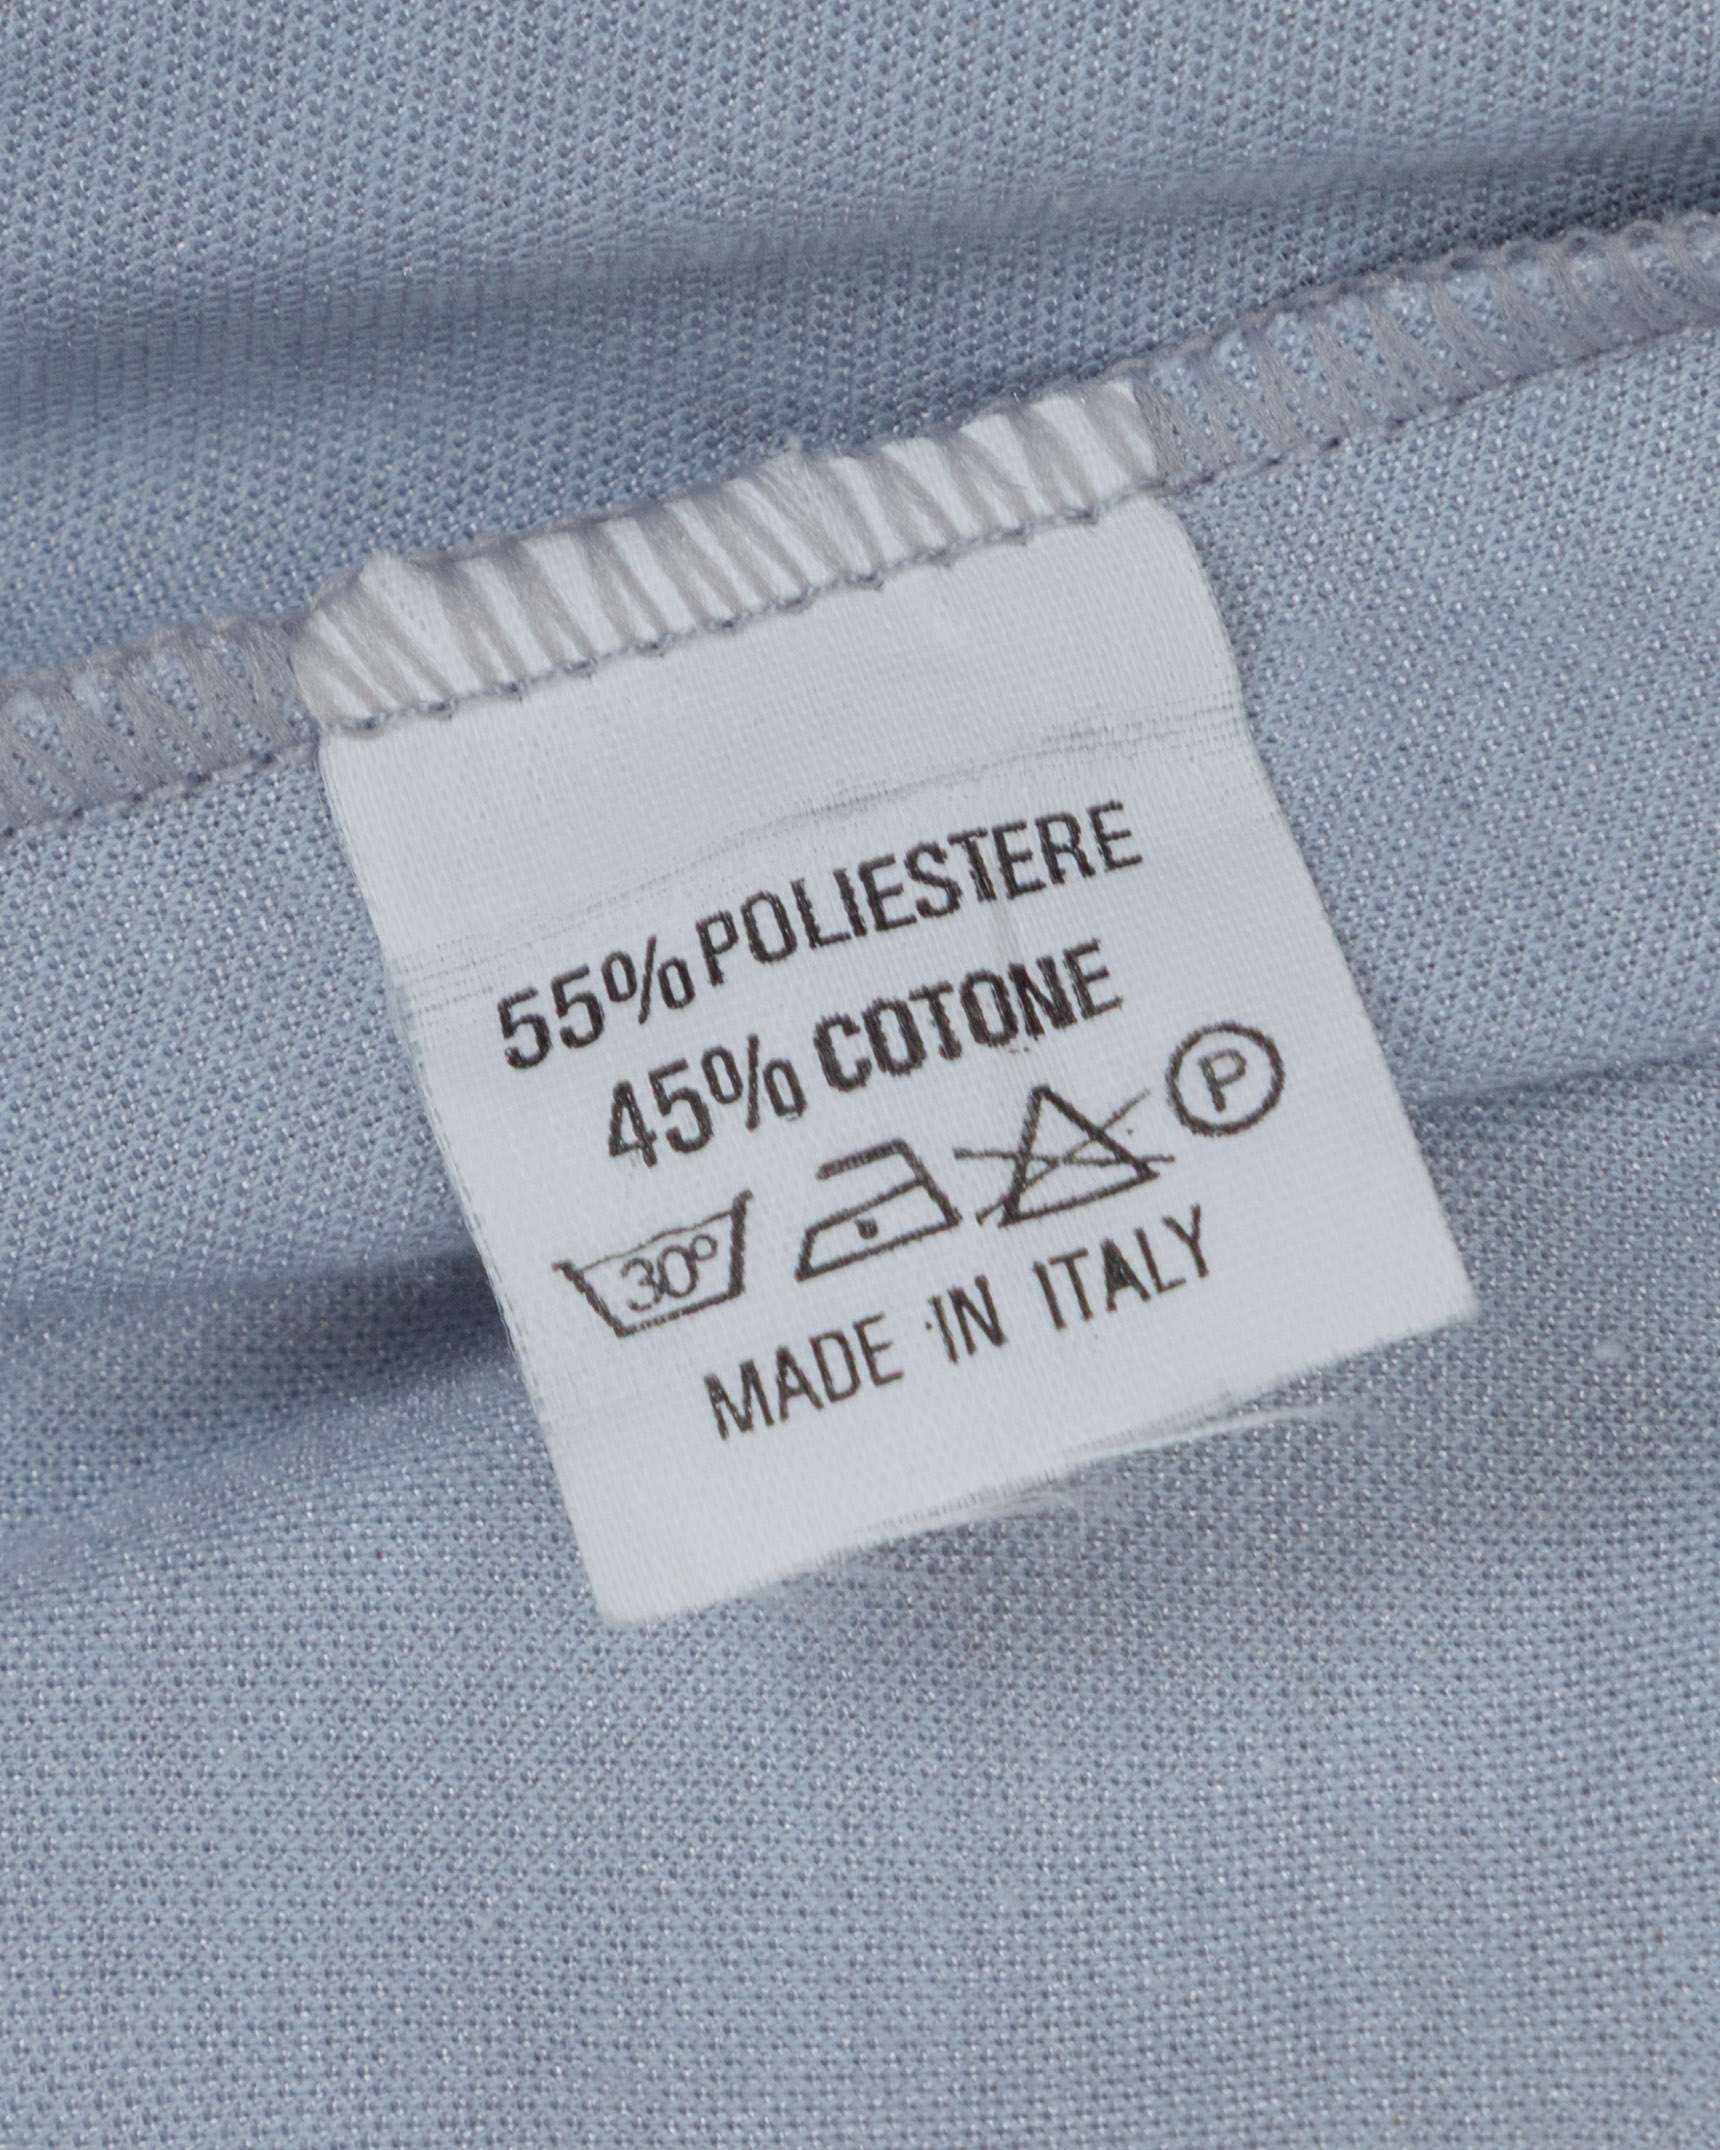 55% POLIESTERE
45% COTONE
30° P
MADE IN ITALY